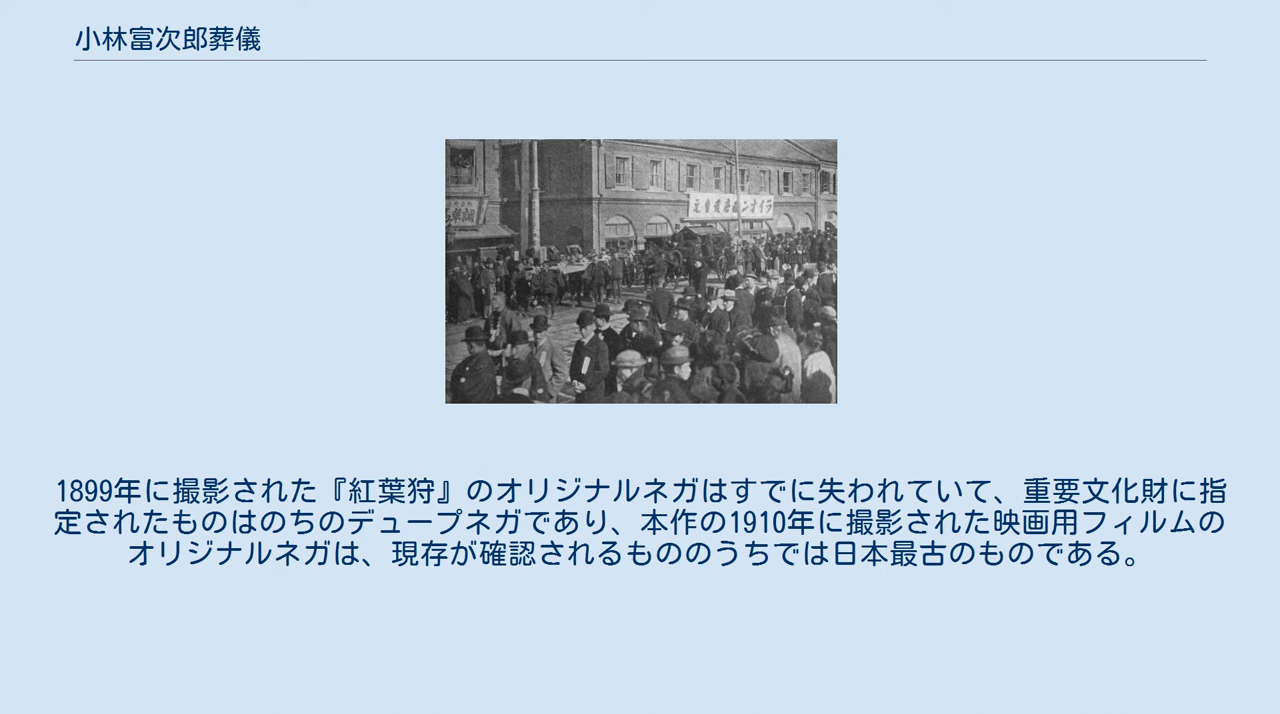 小林富次郎葬儀
1899年に撮影された『紅葉狩』のオリジナルネガはすでに失われていて、重要文化財に指
定されたものはのちのデュープネガであり、本作の1910年に撮影された映画用フィルムの
オリジナルネガは、現存が確認されるもののうちでは日本最古のものである。